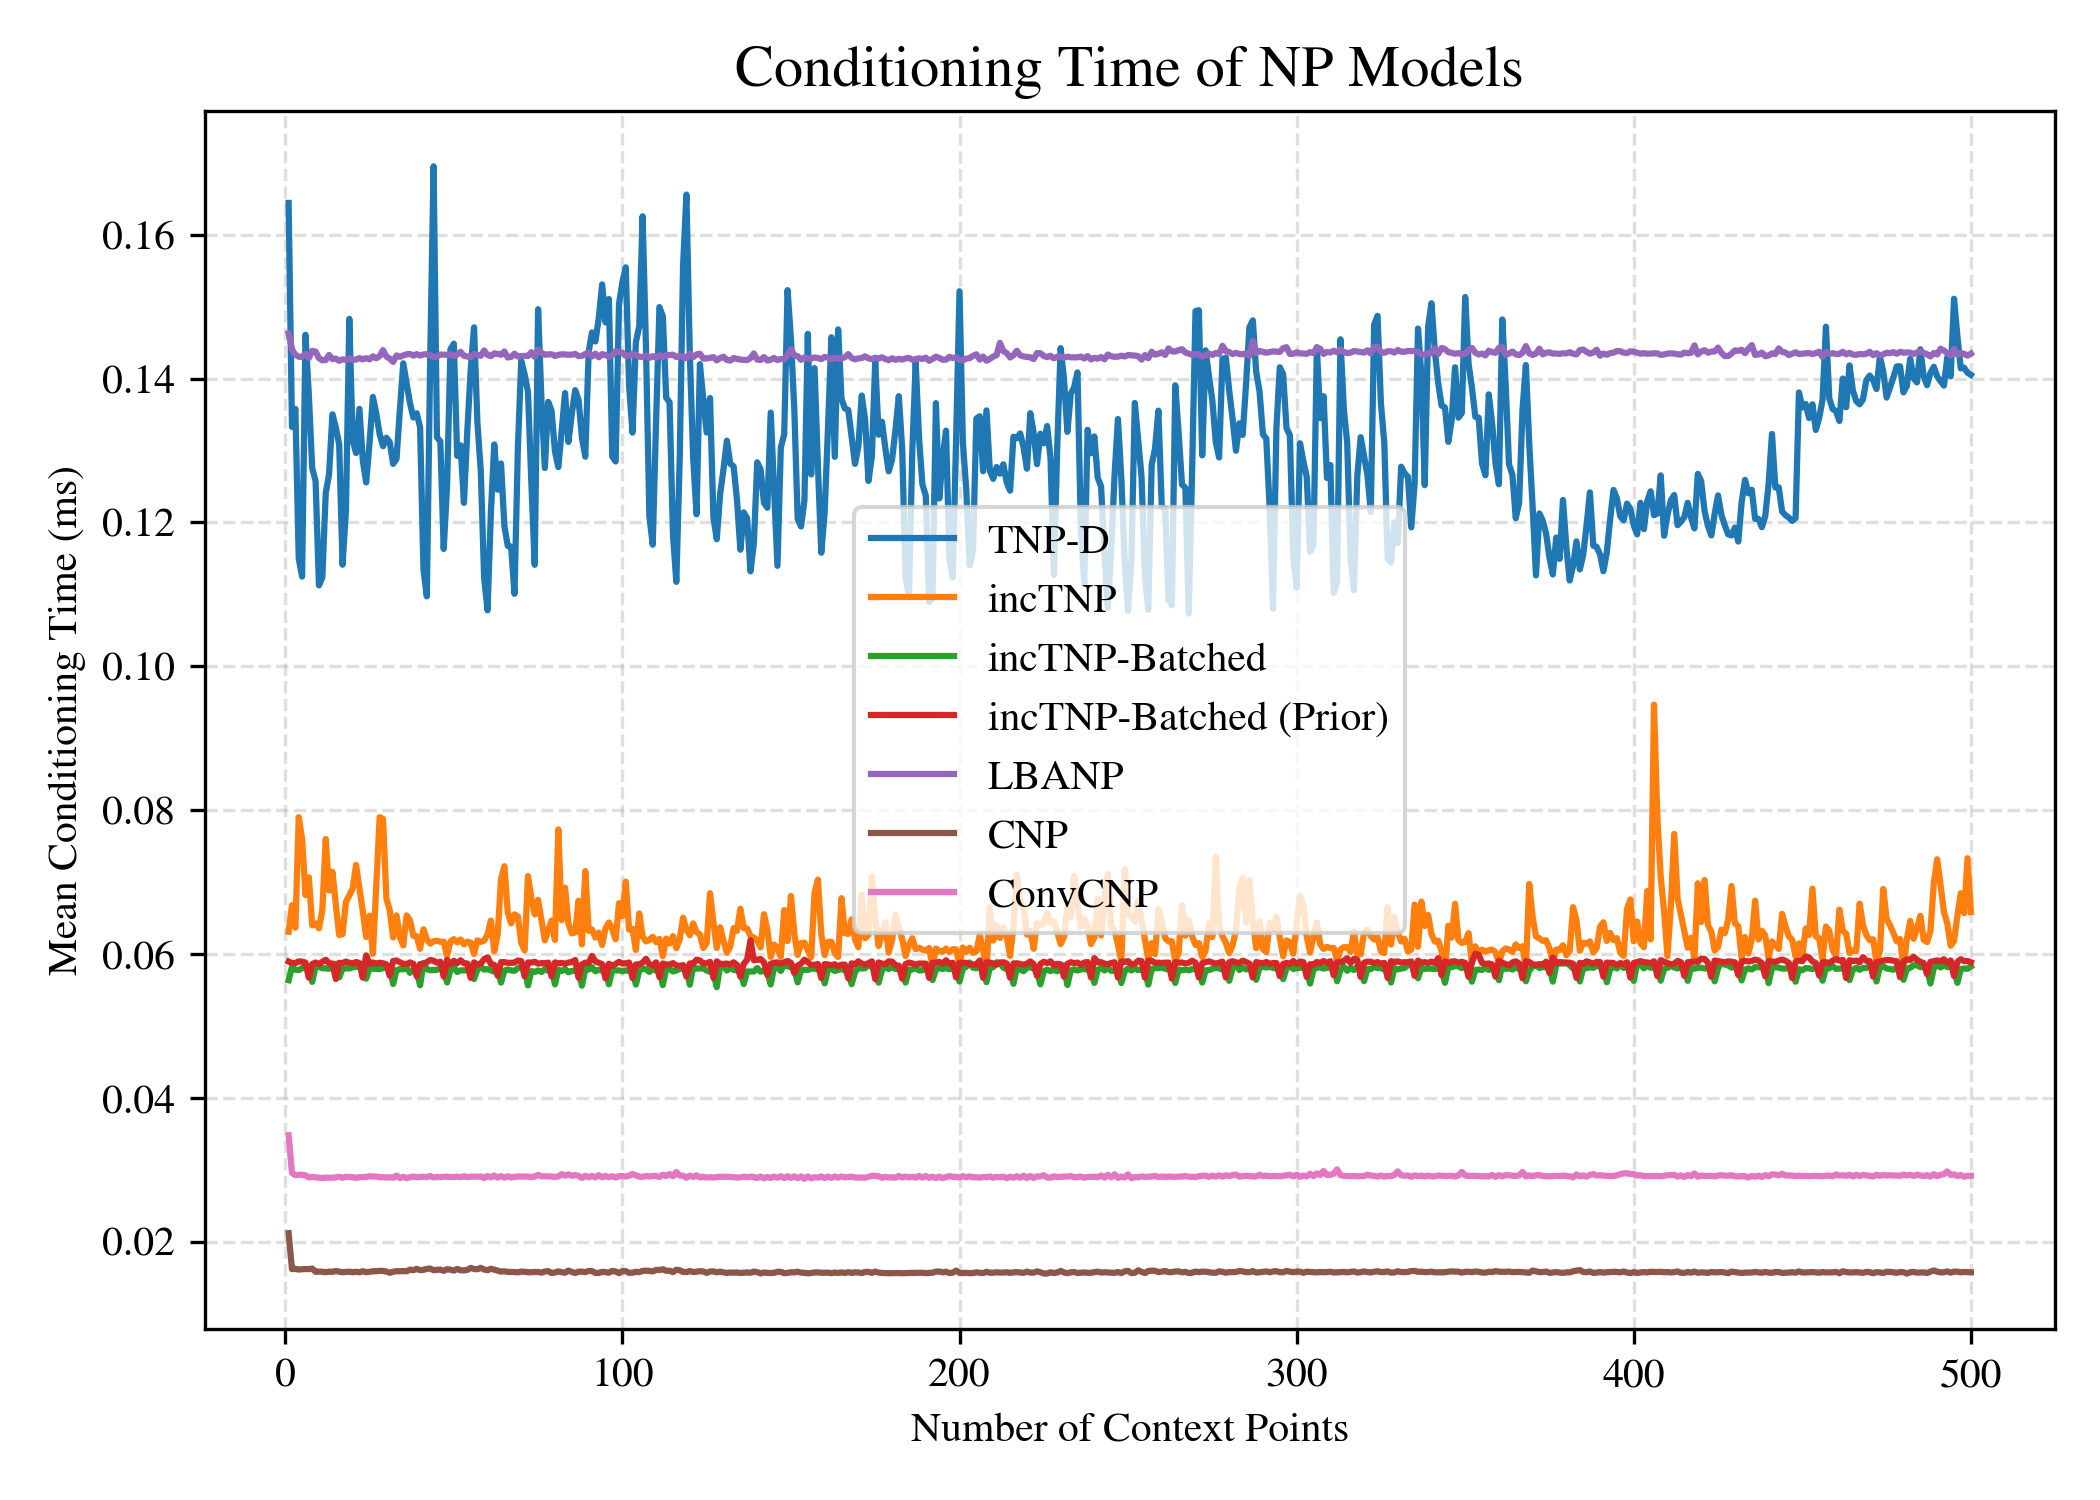 Conditioning Time of NP Models
Mean Conditioning Time (ms)
0.16
0.14
0.12
0.10
0.08
0.06
0.04
0.02
TNP-D
incTNP
incTNP-Batched
incTNP-Batched (Prior)
LBANP
CNP
ConvCNP
0
100
200
300
400
500
Number of Context Points